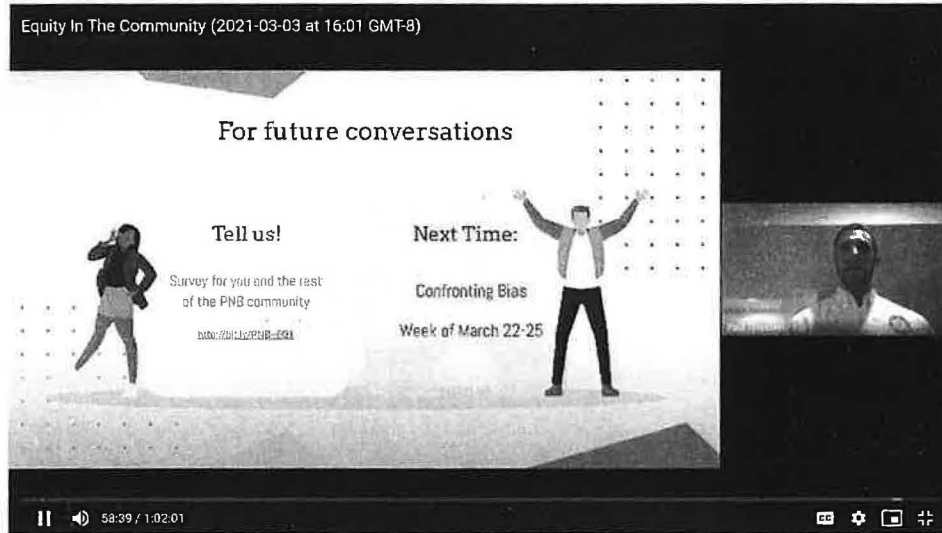 Equity In The Community (2021-03-03 at 16:01 GMT-8)
For future conversations
Tell us!
Survey for you and the rest
of the PNB community
Next Time:
Confronting Bias
Week of March 22-25
58:39 / 1:02:01
CC